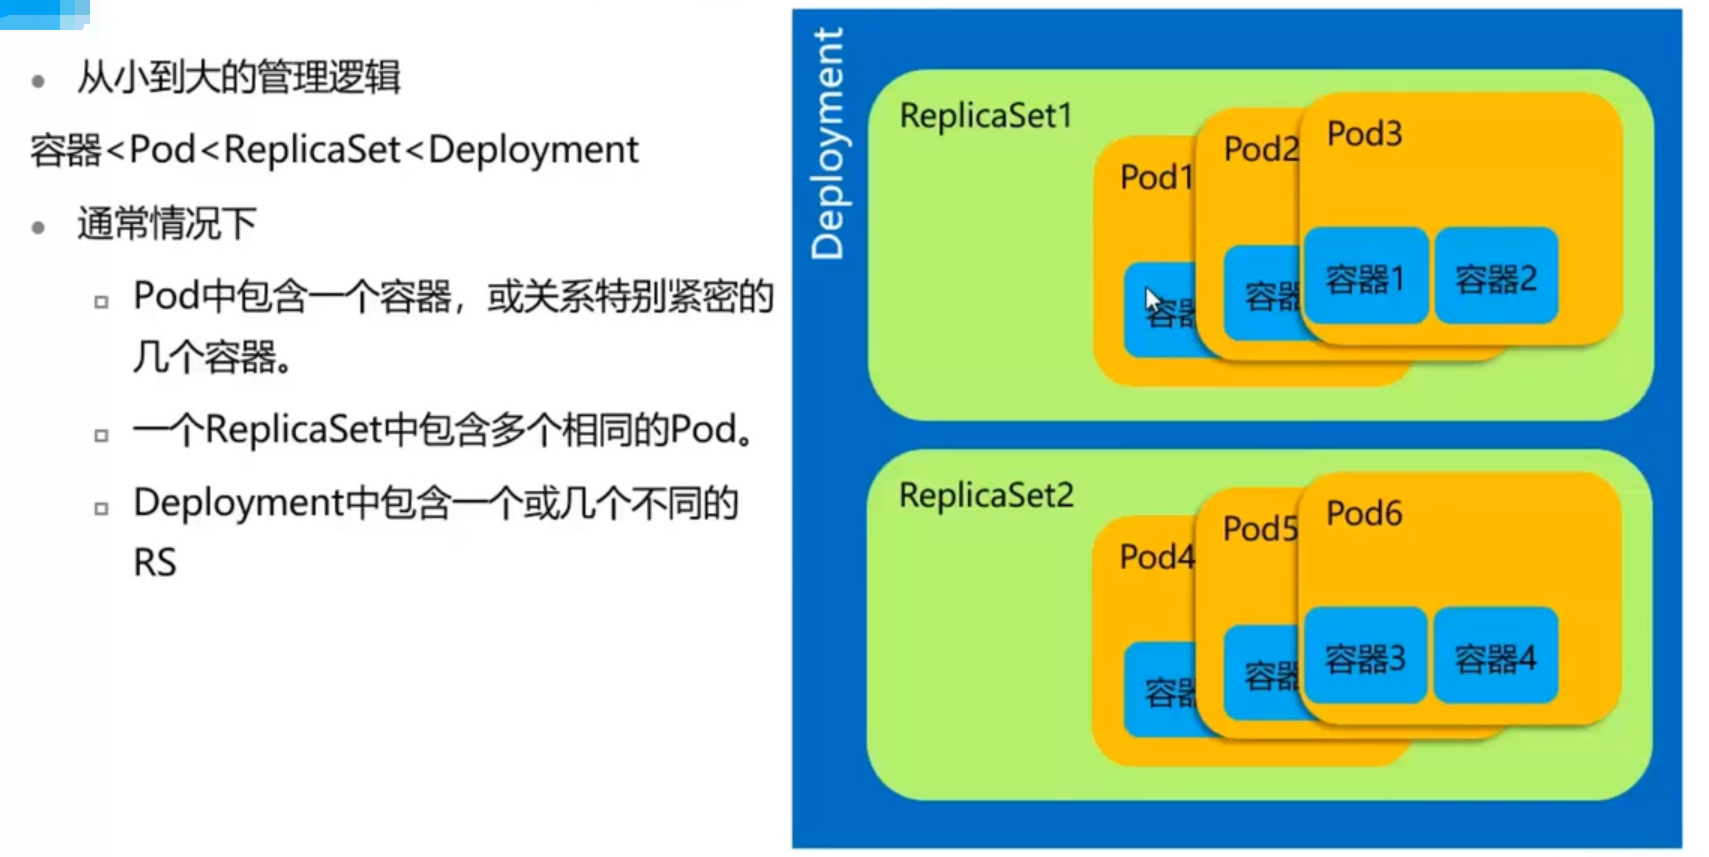 从小到大的管理逻辑
容器<Pod<ReplicaSet<Deployment
通常情况下
Pod中包含一个容器，或关系特别紧密的
几个容器。
一个ReplicaSet中包含多个相同的Pod。
Deployment中包含一个或几个不同的
RS
Deployment
ReplicaSet1
Pod1
Pod2
Pod3
容器
容器
容器1
容器2
ReplicaSet2
Pod4
Pod5
Pod6
容器
容器
容器3
容器4